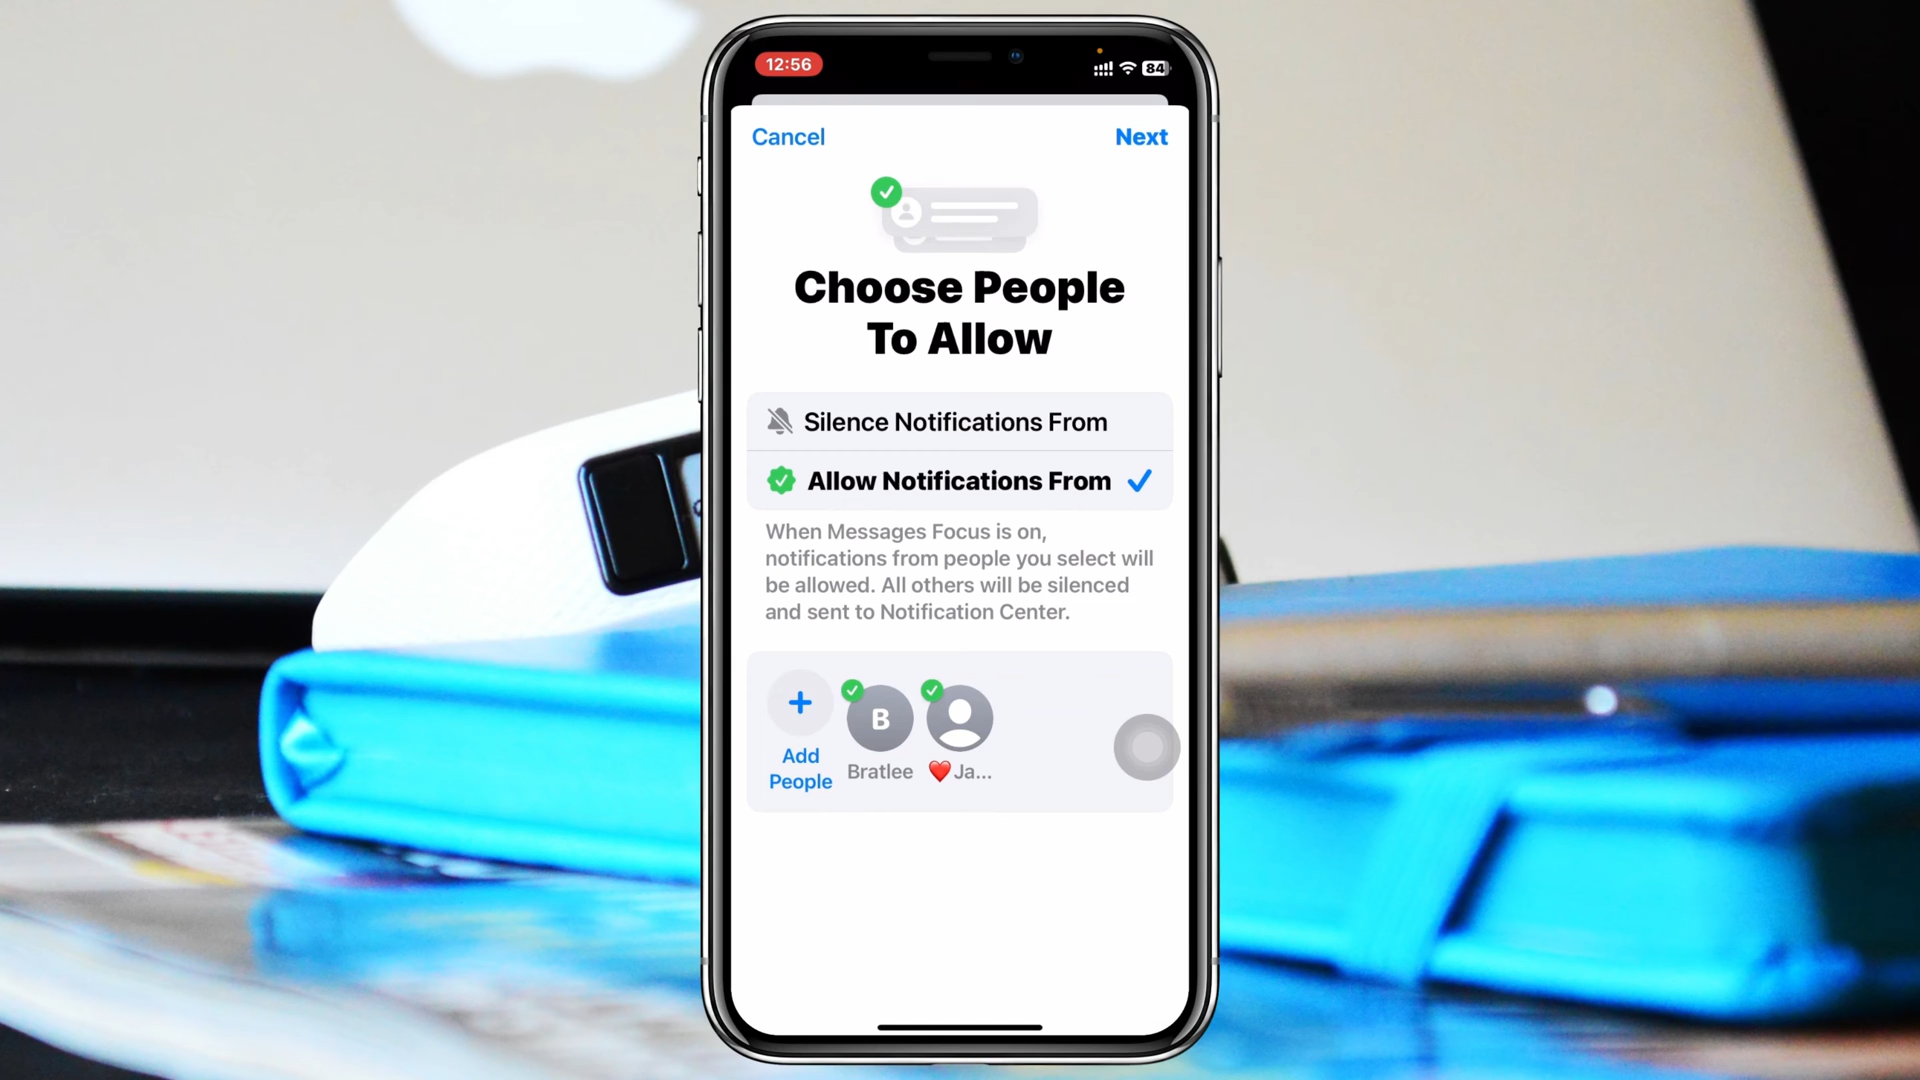 12:56
84
Cancel
Next
Choose People
To Allow
Silence Notifications From
Allow Notifications From
When Messages Focus is on,
notifications from people you select will
be allowed. All others will be silenced
and sent to Notification Center.
B
Add
People
Bratlee
❤️Ja...